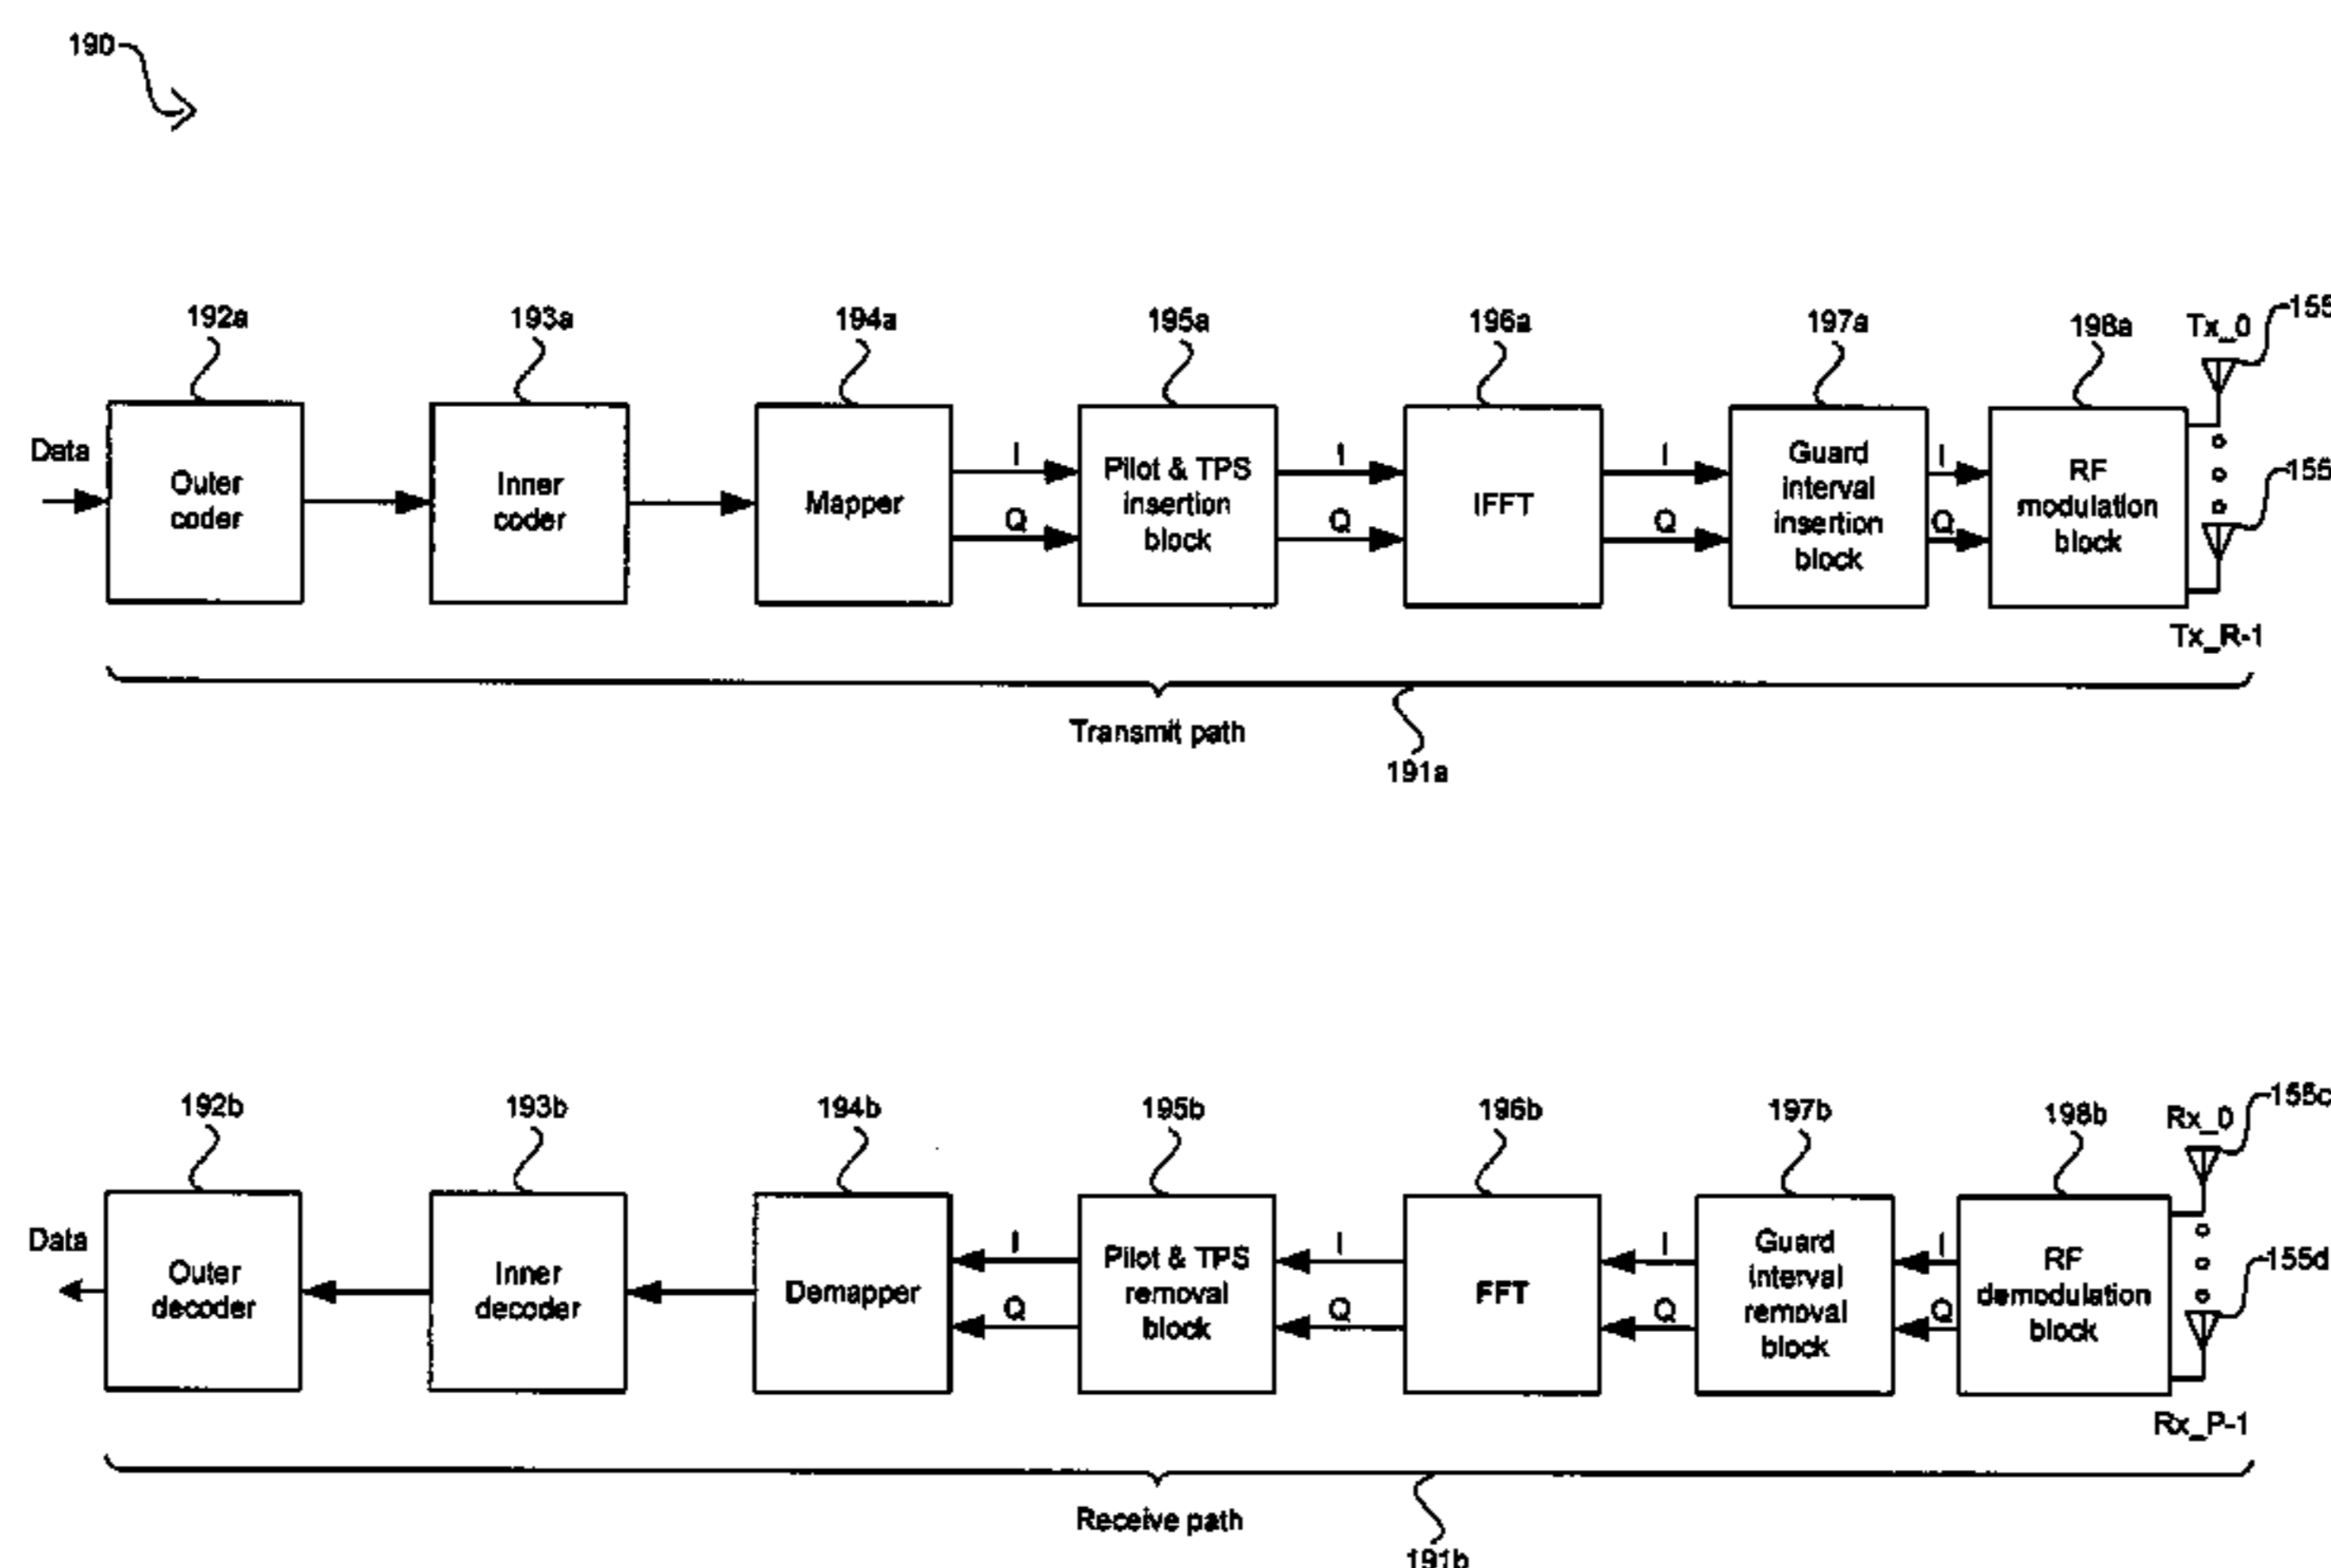 190
192a
193a
194a
195a
196a
197a
198a
Tx_0
155
Data
Outer
coder
Inner
coder
Mapper
I
Q
Pilot & TPS
insertion
block
I
Q
IFFT
I
Q
Guard
interval
insertion
block
I
Q
RF
modulation
block
155
Tx_R-1
Transmit path
191a
192b
193b
194b
195b
196b
197b
198b
Rx_0
155c
Data
Outer
decoder
Inner
decoder
Demapper
I
Q
Pilot & TPS
removal
block
I
Q
FFT
I
Q
Guard
interval
removal
block
I
Q
RF
demodulation
block
155d
Rx_P-1
Receive path
191b